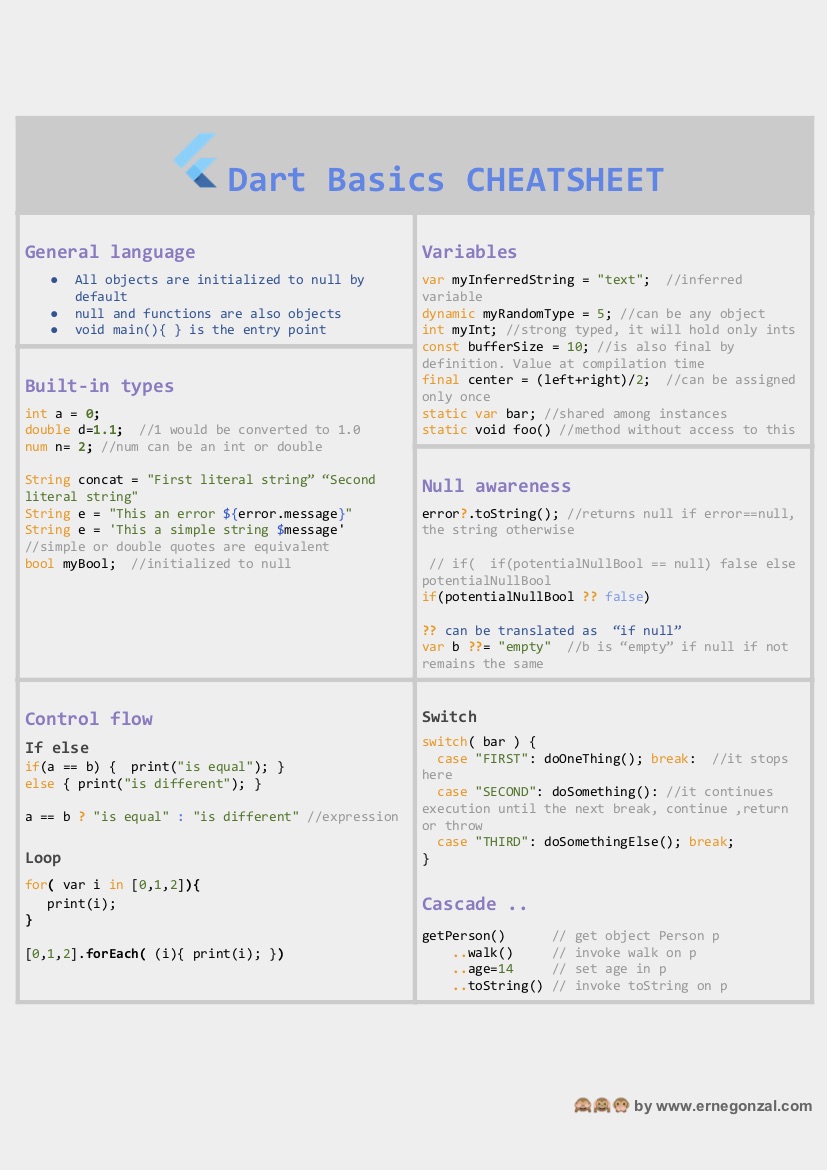 Dart Basics CHEATSHEET
General language
● All objects are initialized to null by
default
● null and functions are also objects
● void main(){ } is the entry point
Built-in types
int a = 0;
double d=1.1;  //1 would be converted to 1.0
num n= 2; //num can be an int or double
String concat = "First literal string” “Second
literal string"
String e = "This an error ${error.message}"
String e = 'This a simple string $message'
//simple or double quotes are equivalent
bool myBool;  //initialized to null
Variables
var myInferredString = "text";  //inferred
variable
dynamic myRandomType = 5; //can be any object
int myInt; //strong typed, it will hold only ints
const bufferSize = 10; //is also final by
definition. Value at compilation time
final center = (left+right)/2;  //can be assigned
only once
static var bar; //shared among instances
static void foo() //method without access to this
Null awareness
error?.toString(); //returns null if error==null,
the string otherwise
// if(  if(potentialNullBool == null) false else
potentialNullBool
if(potentialNullBool ?? false)
?? can be translated as  “if null”
var b ??= "empty"  //b is “empty” if null if not
remains the same
Control flow
If else
if(a == b) {  print("is equal"); }
else { print("is different"); }
a == b ? "is equal" : "is different" //expression
Loop
for( var i in [0,1,2]){
print(i);
}
[0,1,2].forEach( (i){ print(i); })
Switch
switch( bar ) {
case "FIRST": doOneThing(); break:  //it stops
here
case "SECOND": doSomething(): //it continues
execution until the next break, continue ,return
or throw
case "THIRD": doSomethingElse(); break;
}
Cascade ..
getPerson()      // get object Person p
..walk()     // invoke walk on p
..age=14     // set age in p
..toString() // invoke toString on p
🙈🙉🙊 by www.ernegonzal.com